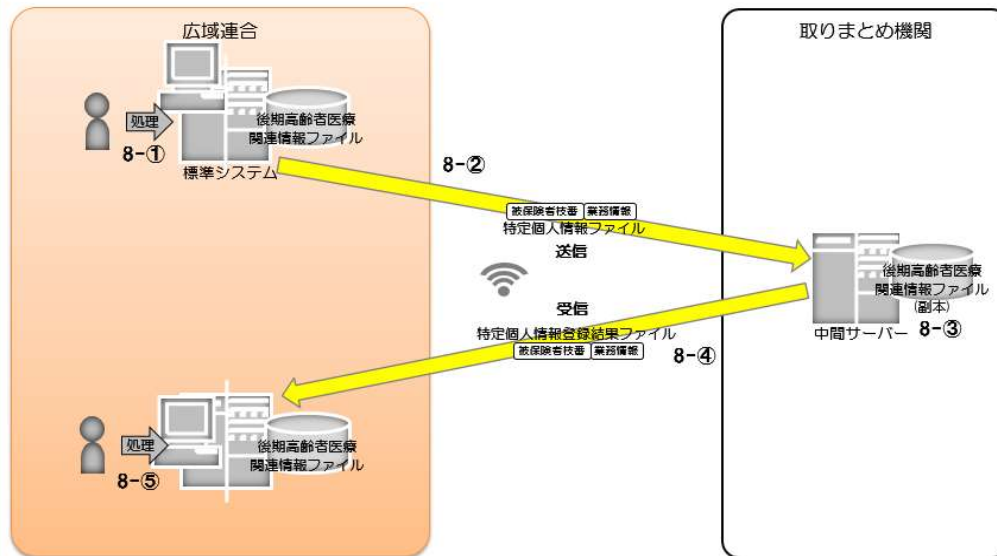 広域連合
取りまとめ機関
処理
8-①
後期高齢者医療
関連情報ファイル
標準システム
8-②
被保険者枝番 業務情報
特定個人情報ファイル
送信
後期高齢者医療
関連情報ファイル
(副本)
中間サーバー
8-③
受信
特定個人情報登録結果ファイル
被保険者枝番 業務情報
8-④
処理
8-⑤
後期高齢者医療
関連情報ファイル